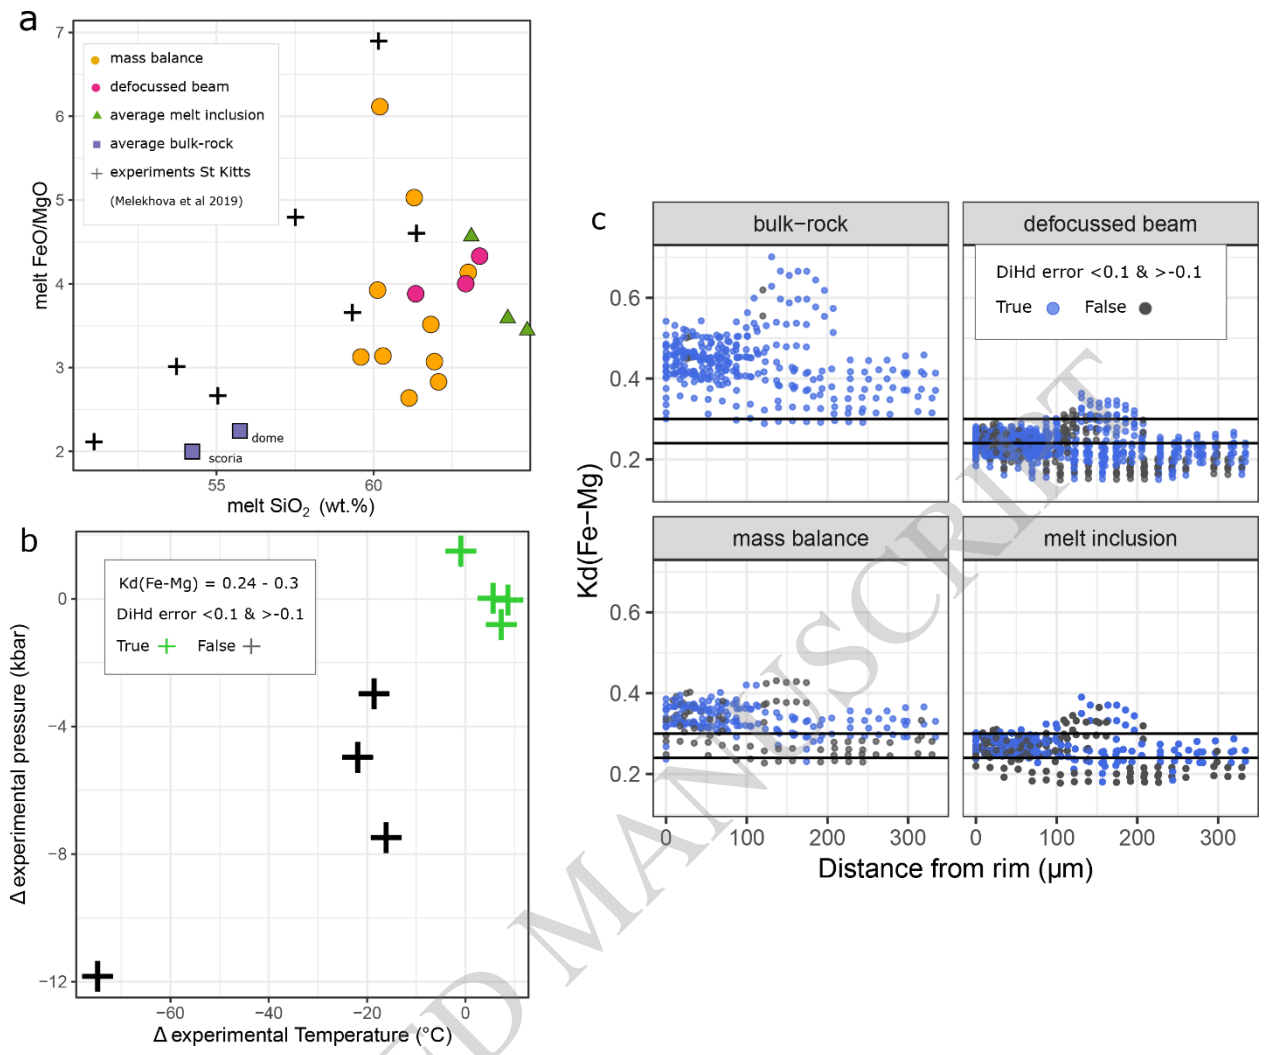 a
7
6
5
4
3
2
melt FeO/MgO
mass balance
defocussed beam
average melt inclusion
average bulk-rock
experiments St Kitts
(Melekhova et al 2019)
dome
scoria
55
60
melt SiO₂ (wt.%)
b
0
−4
−8
−12
Δ experimental pressure (kbar)
Kd(Fe-Mg) = 0.24 - 0.3
DiHd error <0.1 & >-0.1
True
False
−60
−40
−20
0
Δ experimental Temperature (°C)
c
bulk−rock
defocussed beam
DiHd error <0.1 & >-0.1
True
False
0.6
0.4
0.2
Kd(Fe−Mg)
mass balance
melt inclusion
0.6
0.4
0.2
0
100
200
300
0
100
200
300
Distance from rim (μm)
ED MANUSCRIPT